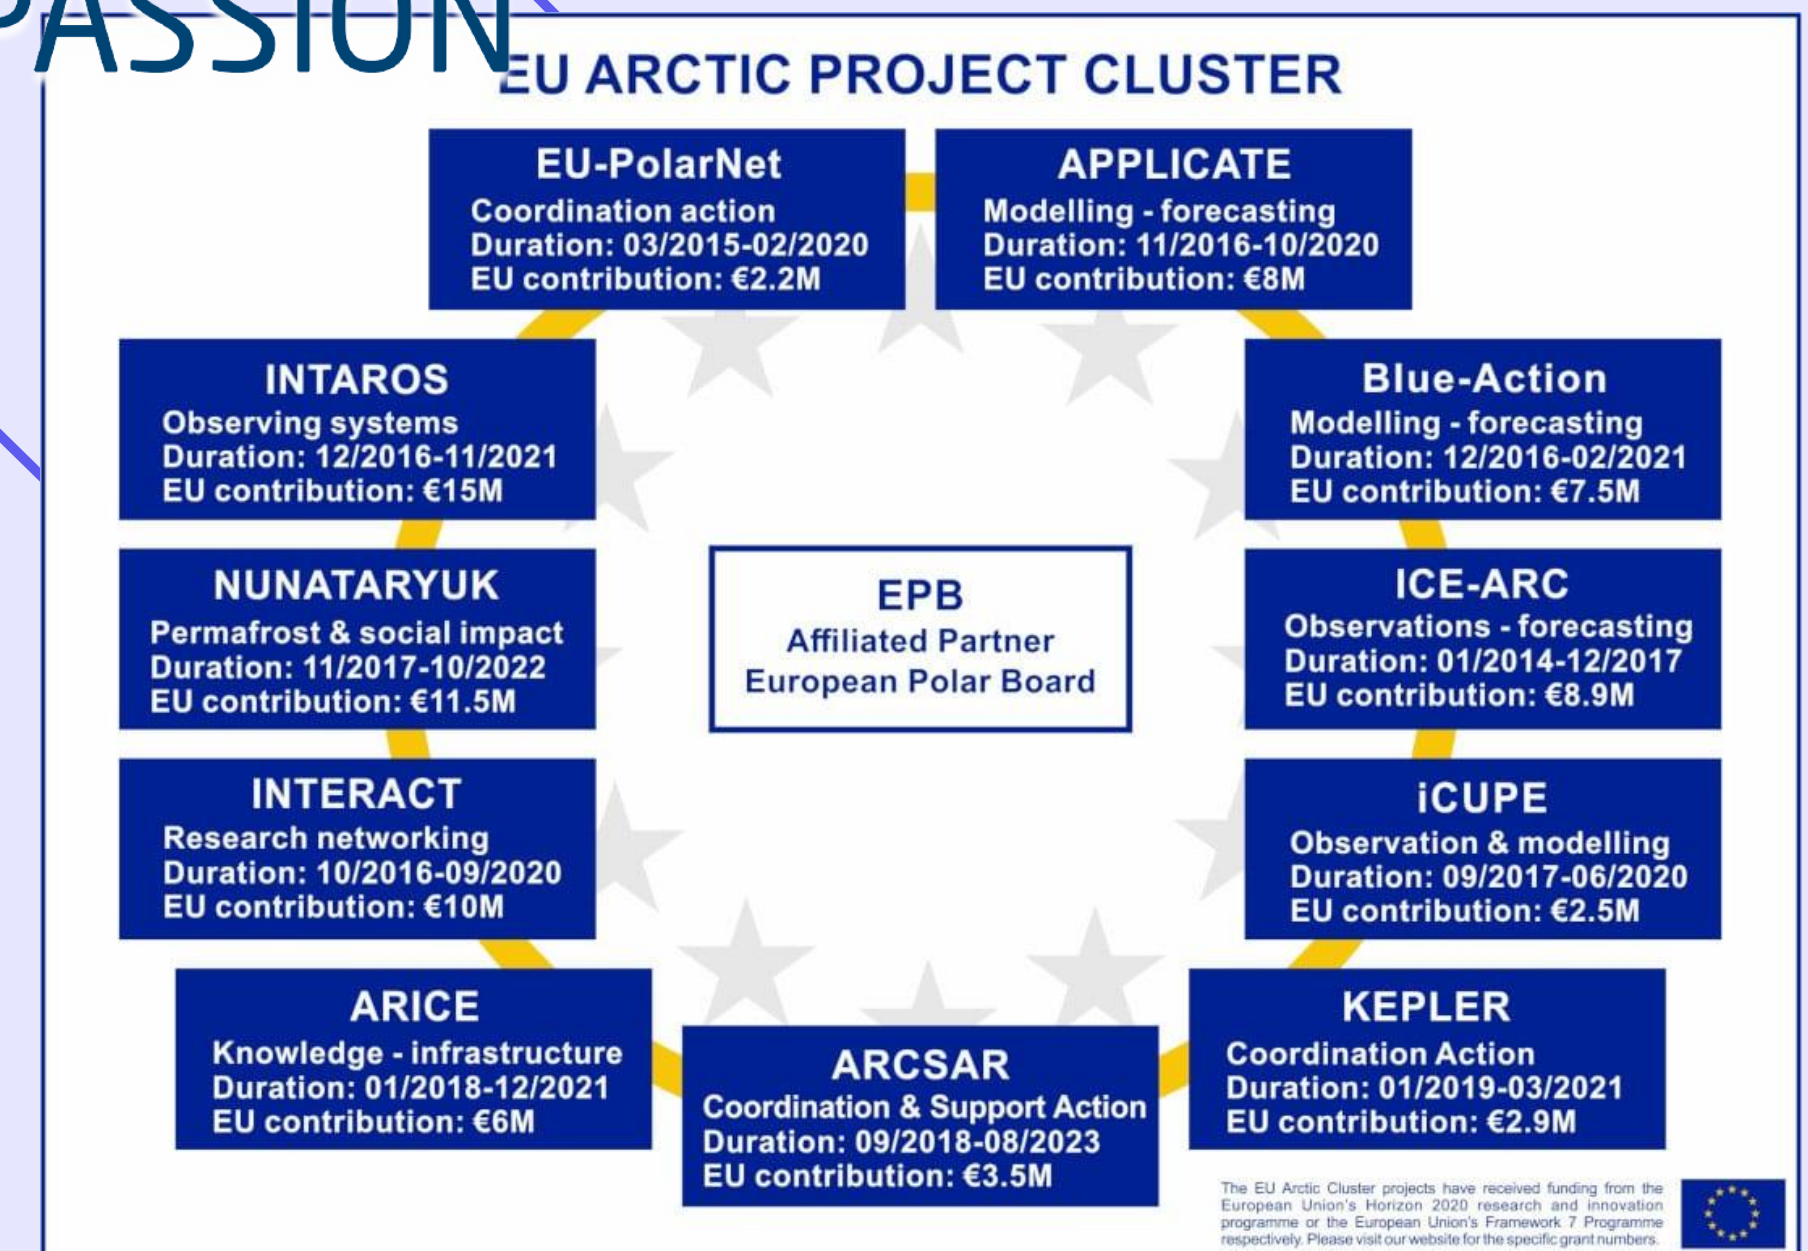 PASSION
EU ARCTIC PROJECT CLUSTER
EU-PolarNet
Coordination action
Duration: 03/2015-02/2020
EU contribution: €2.2M
APPLICATE
Modelling - forecasting
Duration: 11/2016-10/2020
EU contribution: €8M
INTAROS
Observing systems
Duration: 12/2016-11/2021
EU contribution: €15M
Blue-Action
Modelling - forecasting
Duration: 12/2016-02/2021
EU contribution: €7.5M
NUNATARYUK
Permafrost & social impact
Duration: 11/2017-10/2022
EU contribution: €11.5M
EPB
Affiliated Partner
European Polar Board
ICE-ARC
Observations - forecasting
Duration: 01/2014-12/2017
EU contribution: €8.9M
INTERACT
Research networking
Duration: 10/2016-09/2020
EU contribution: €10M
iCUPE
Observation & modelling
Duration: 09/2017-06/2020
EU contribution: €2.5M
ARICE
Knowledge - infrastructure
Duration: 01/2018-12/2021
EU contribution: €6M
ARCSAR
Coordination & Support Action
Duration: 09/2018-08/2023
EU contribution: €3.5M
KEPLER
Coordination Action
Duration: 01/2019-03/2021
EU contribution: €2.9M
The EU Arctic Cluster projects have received funding from the
European Union's Horizon 2020 research and innovation
programme or the European Union's Framework 7 Programme
respectively. Please visit our website for the specific grant numbers.